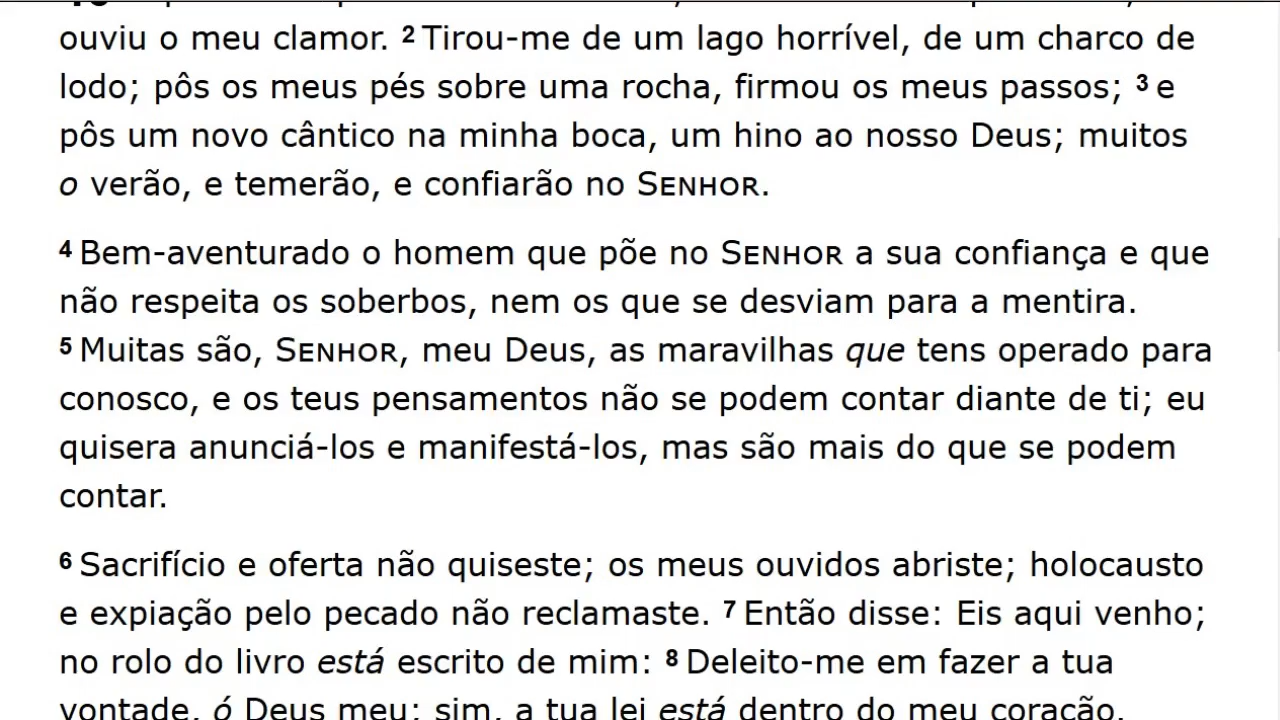 ouviu o meu clamor. 2 Tirou-me de um lago horrível, de um charco de
lodo; pôs os meus pés sobre uma rocha, firmou os meus passos; 3 e
pôs um novo cântico na minha boca, um hino ao nosso Deus; muitos
o verão, e temerão, e confiarão no SENHOR.
4 Bem-aventurado o homem que põe no SENHOR a sua confiança e que
não respeita os soberbos, nem os que se desviam para a mentira.
5 Muitas são, SENHOR, meu Deus, as maravilhas que tens operado para
conosco, e os teus pensamentos não se podem contar diante de ti; eu
quisera anunciá-los e manifestá-los, mas são mais do que se podem
contar.
6 Sacrifício e oferta não quiseste; os meus ouvidos abriste; holocausto
e expiação pelo pecado não reclamaste. 7 Então disse: Eis aqui venho;
no rolo do livro está escrito de mim: 8 Deleito-me em fazer a tua
vontade, ó Deus meu; sim, a tua lei está dentro do meu coração.